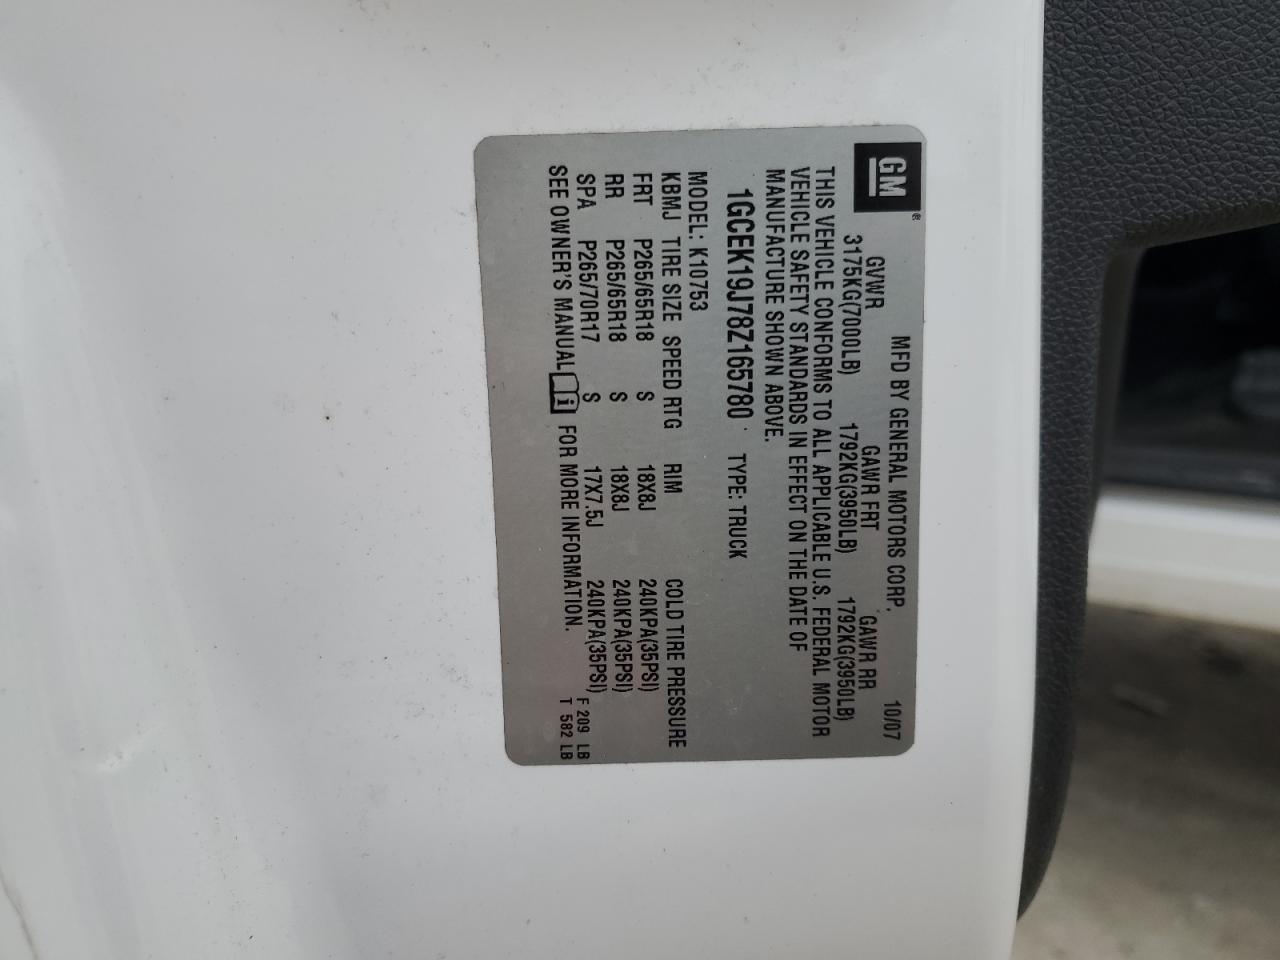 GM®
MFD BY GENERAL MOTORS CORP. 10/07
GVWR GAWR FRT GAWR RR
3175KG(7000LB) 1792KG(3950LB) 1792KG(3950LB)
THIS VEHICLE CONFORMS TO ALL APPLICABLE U.S. FEDERAL MOTOR
VEHICLE SAFETY STANDARDS IN EFFECT ON THE DATE OF
MANUFACTURE SHOWN ABOVE.
1GCEK19J78Z165780 TYPE: TRUCK
MODEL: K10753
KBMJ TIRE SIZE SPEED RTG RIM COLD TIRE PRESSURE
FRT P265/65R18 S 18X8J 240KPA(35PSI)
RR P265/65R18 S 18X8J 240KPA(35PSI)
SPA P265/70R17 S 17X7.5J 240KPA(35PSI) F 209 LB
SEE OWNER'S MANUAL i FOR MORE INFORMATION. T 582 LB